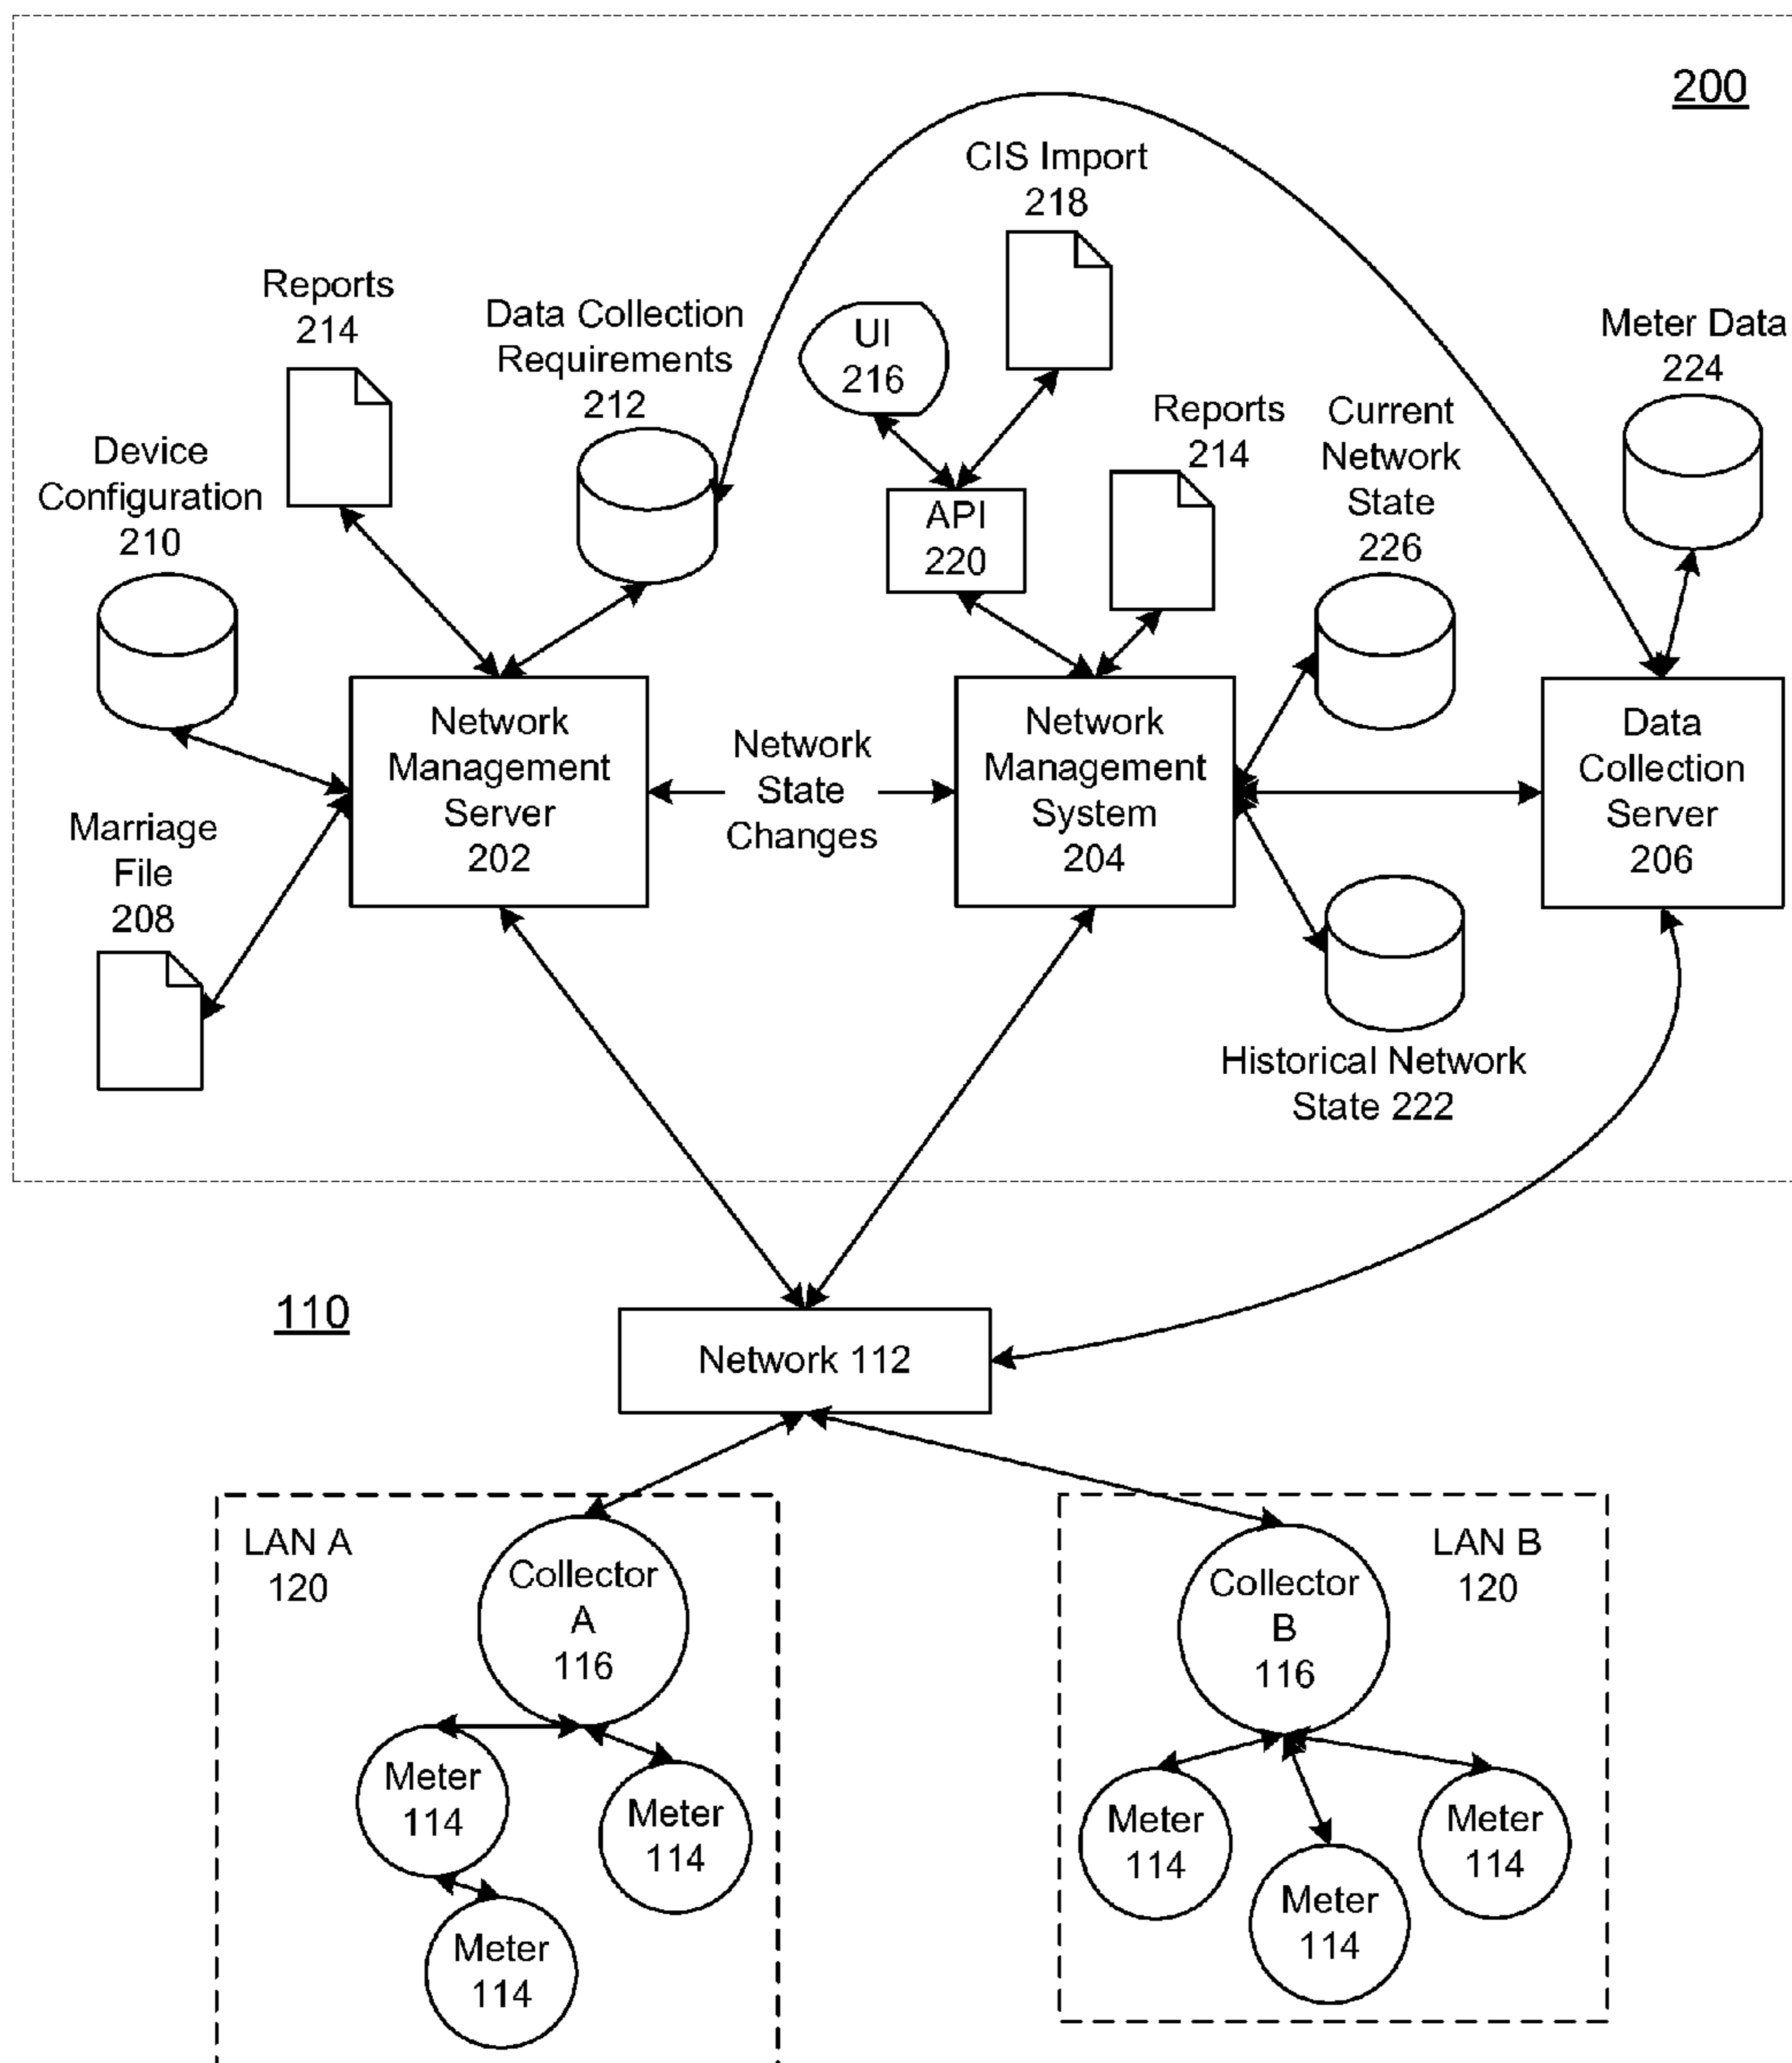 200
CIS Import
218
Reports
214
Data Collection
Requirements
212
UI
216
Meter Data
224
Device
Configuration
210
API
220
Reports
214
Current
Network
State
226
Network
Management
Server
202
Network
State
Changes
Network
Management
System
204
Data
Collection
Server
206
Marriage
File
208
Historical Network
State 222
110
Network 112
LAN A
120
Collector
A
116
Meter
114
Meter
114
Meter
114
LAN B
120
Collector
B
116
Meter
114
Meter
114
Meter
114